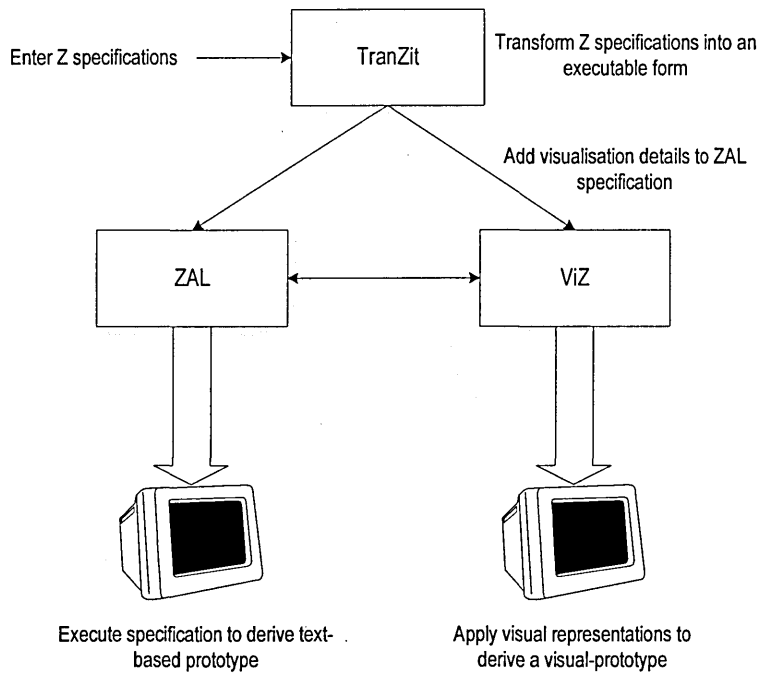 Enter Z specifications
TranZit
Transform Z specifications into an
executable form
Add visualisation details to ZAL
specification
ZAL
ViZ
Execute specification to derive text-
based prototype
Apply visual representations to
derive a visual-prototype